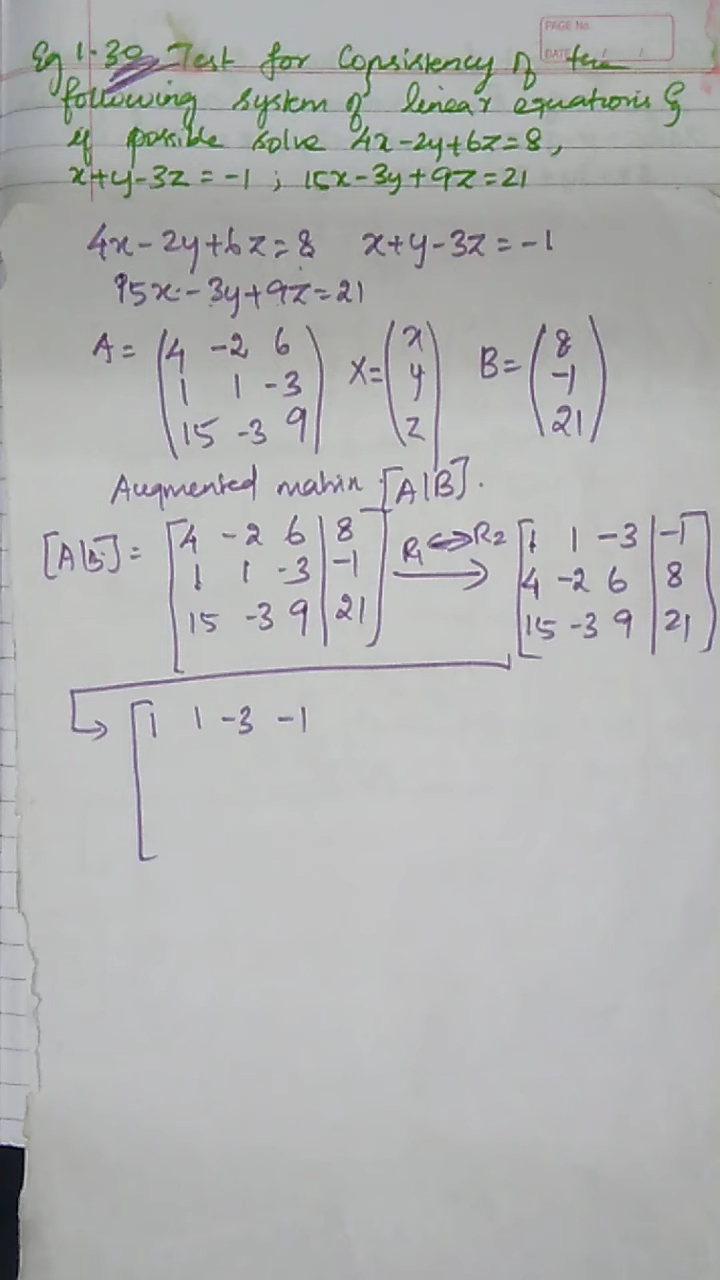 PAGE No.
DATE / /
Eg 1.30 Test for Consistency of the
following system of linear equations &
if possible solve 4x-2y+6z=8,
x+y-3z=-1; 15x-3y+9z=21
4x-2y+6z=8 x+y-3z=-1
15x-3y+9z=21
A= (4 -2 6 X= (x B= (8
1 1 -3 y -1
15 -3 9) z) 21)
Augmented matrix [A|B].
[A|B]= [4 -2 6 | 8 R1⇔R2 [1 1 -3 | -1
1 1 -3 | -1 → 4 -2 6 | 8
15 -3 9 | 21] 15 -3 9 | 21]
→ [1 1 -3 -1